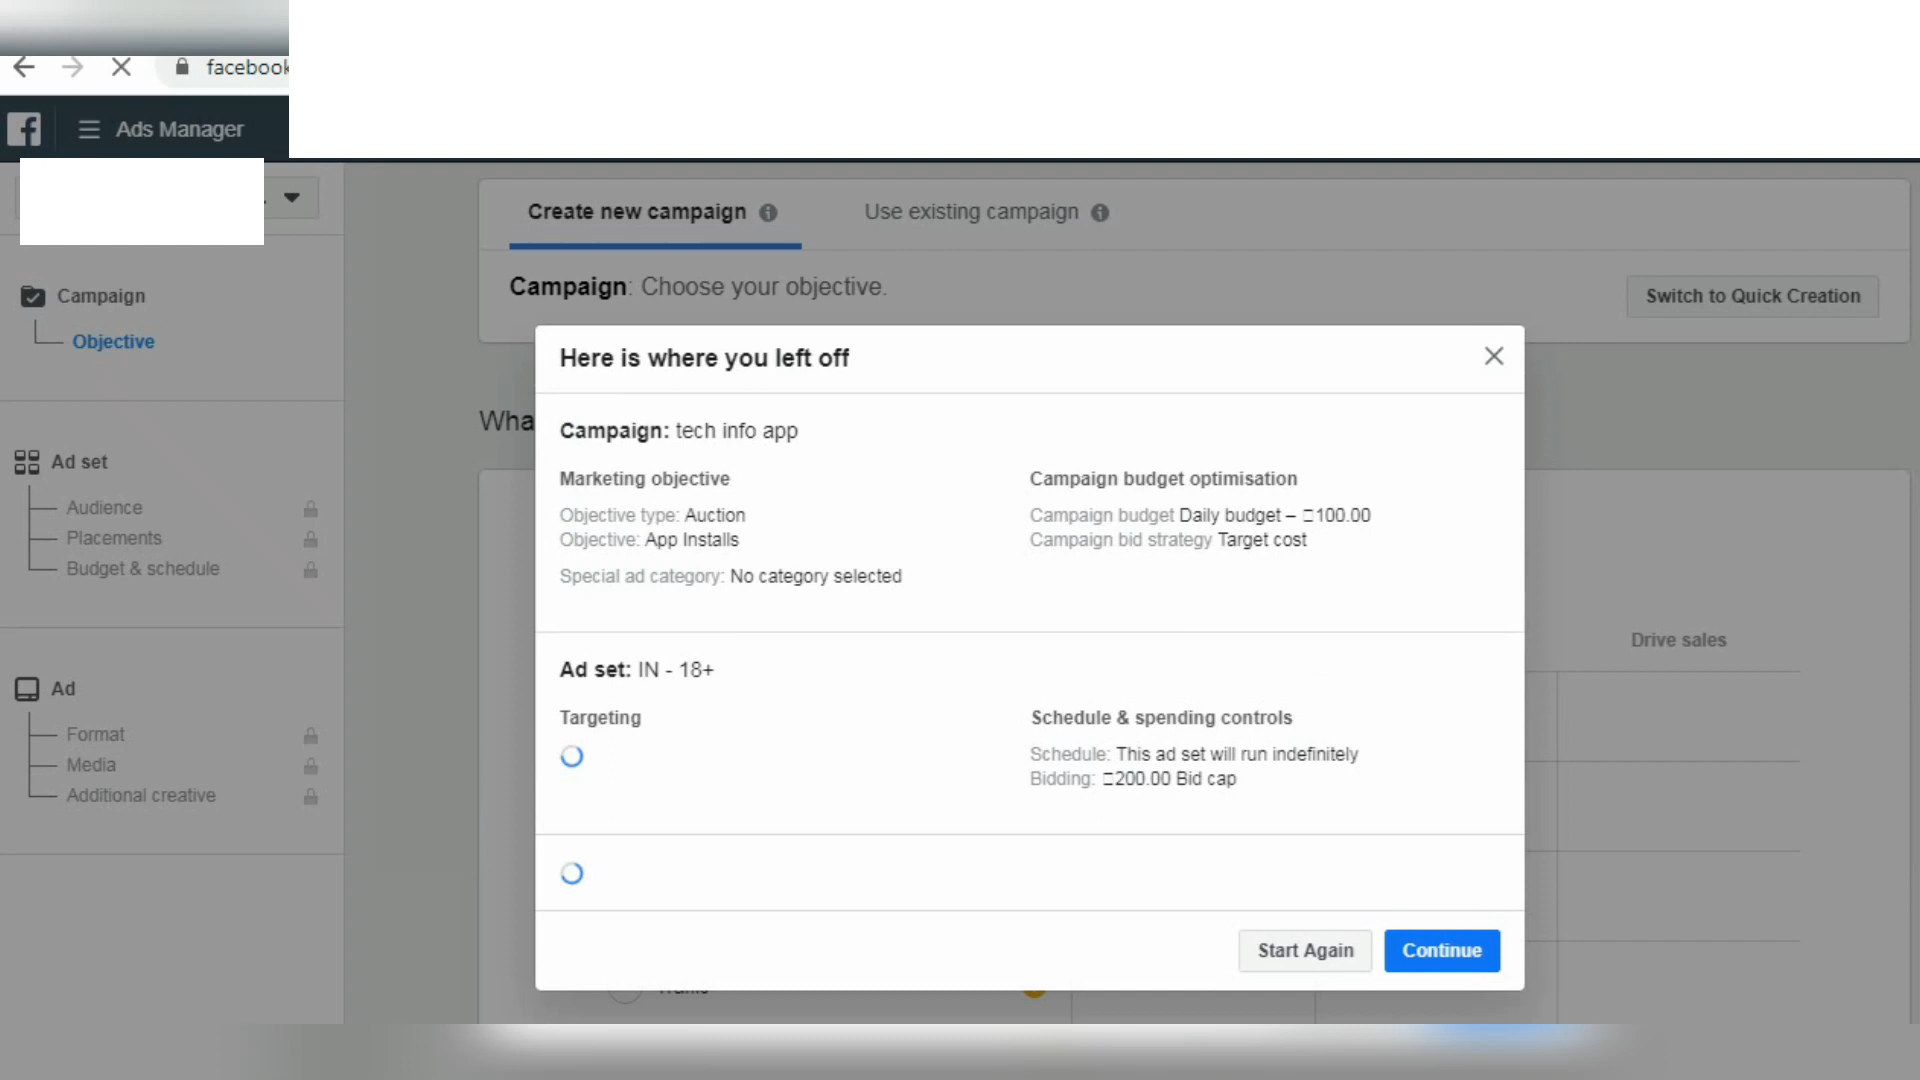 facebook
Ads Manager
Create new campaign
Use existing campaign
Campaign: Choose your objective.
Switch to Quick Creation
Campaign
Objective
Ad set
Audience
Placements
Budget & schedule
Ad
Format
Media
Additional creative
Here is where you left off
Campaign: tech info app
Marketing objective
Objective type: Auction
Objective: App Installs
Special ad category: No category selected
Campaign budget optimisation
Campaign budget Daily budget – □100.00
Campaign bid strategy Target cost
Ad set: IN - 18+
Targeting
Schedule & spending controls
Schedule: This ad set will run indefinitely
Bidding: □200.00 Bid cap
Drive sales
Start Again
Continue